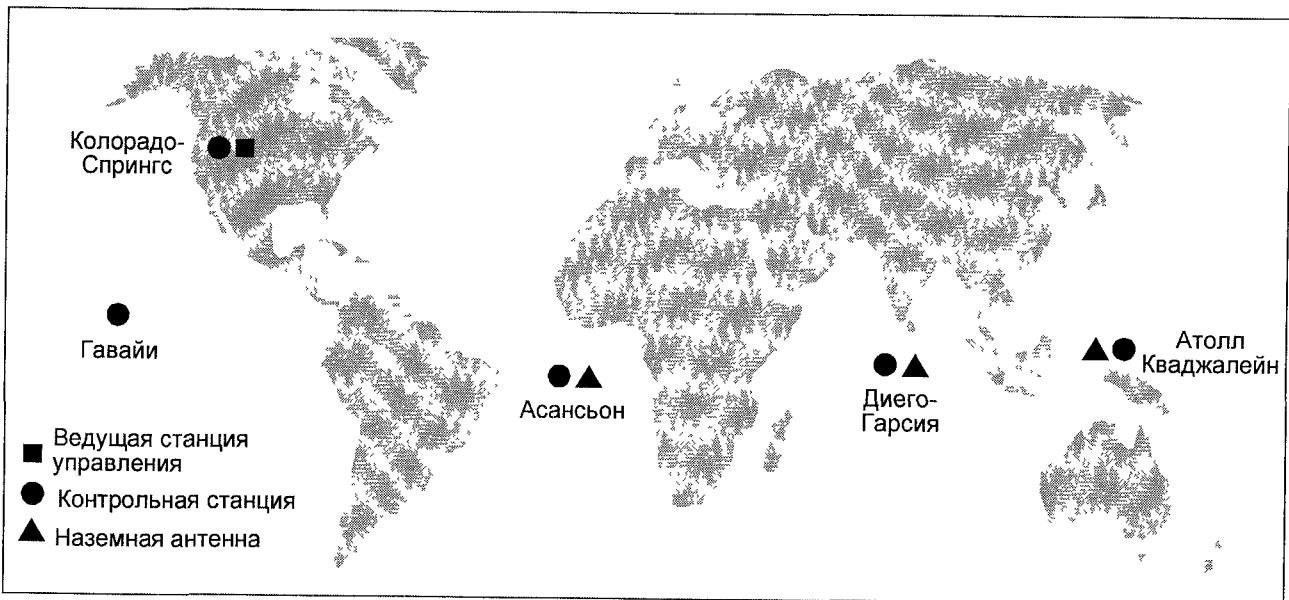 Колорадо-
Спрингс
Гавайи
Асансьон
Диего-
Гарсия
Атолл
Кваджалейн
Ведущая станция
управления
Контрольная станция
Наземная антенна